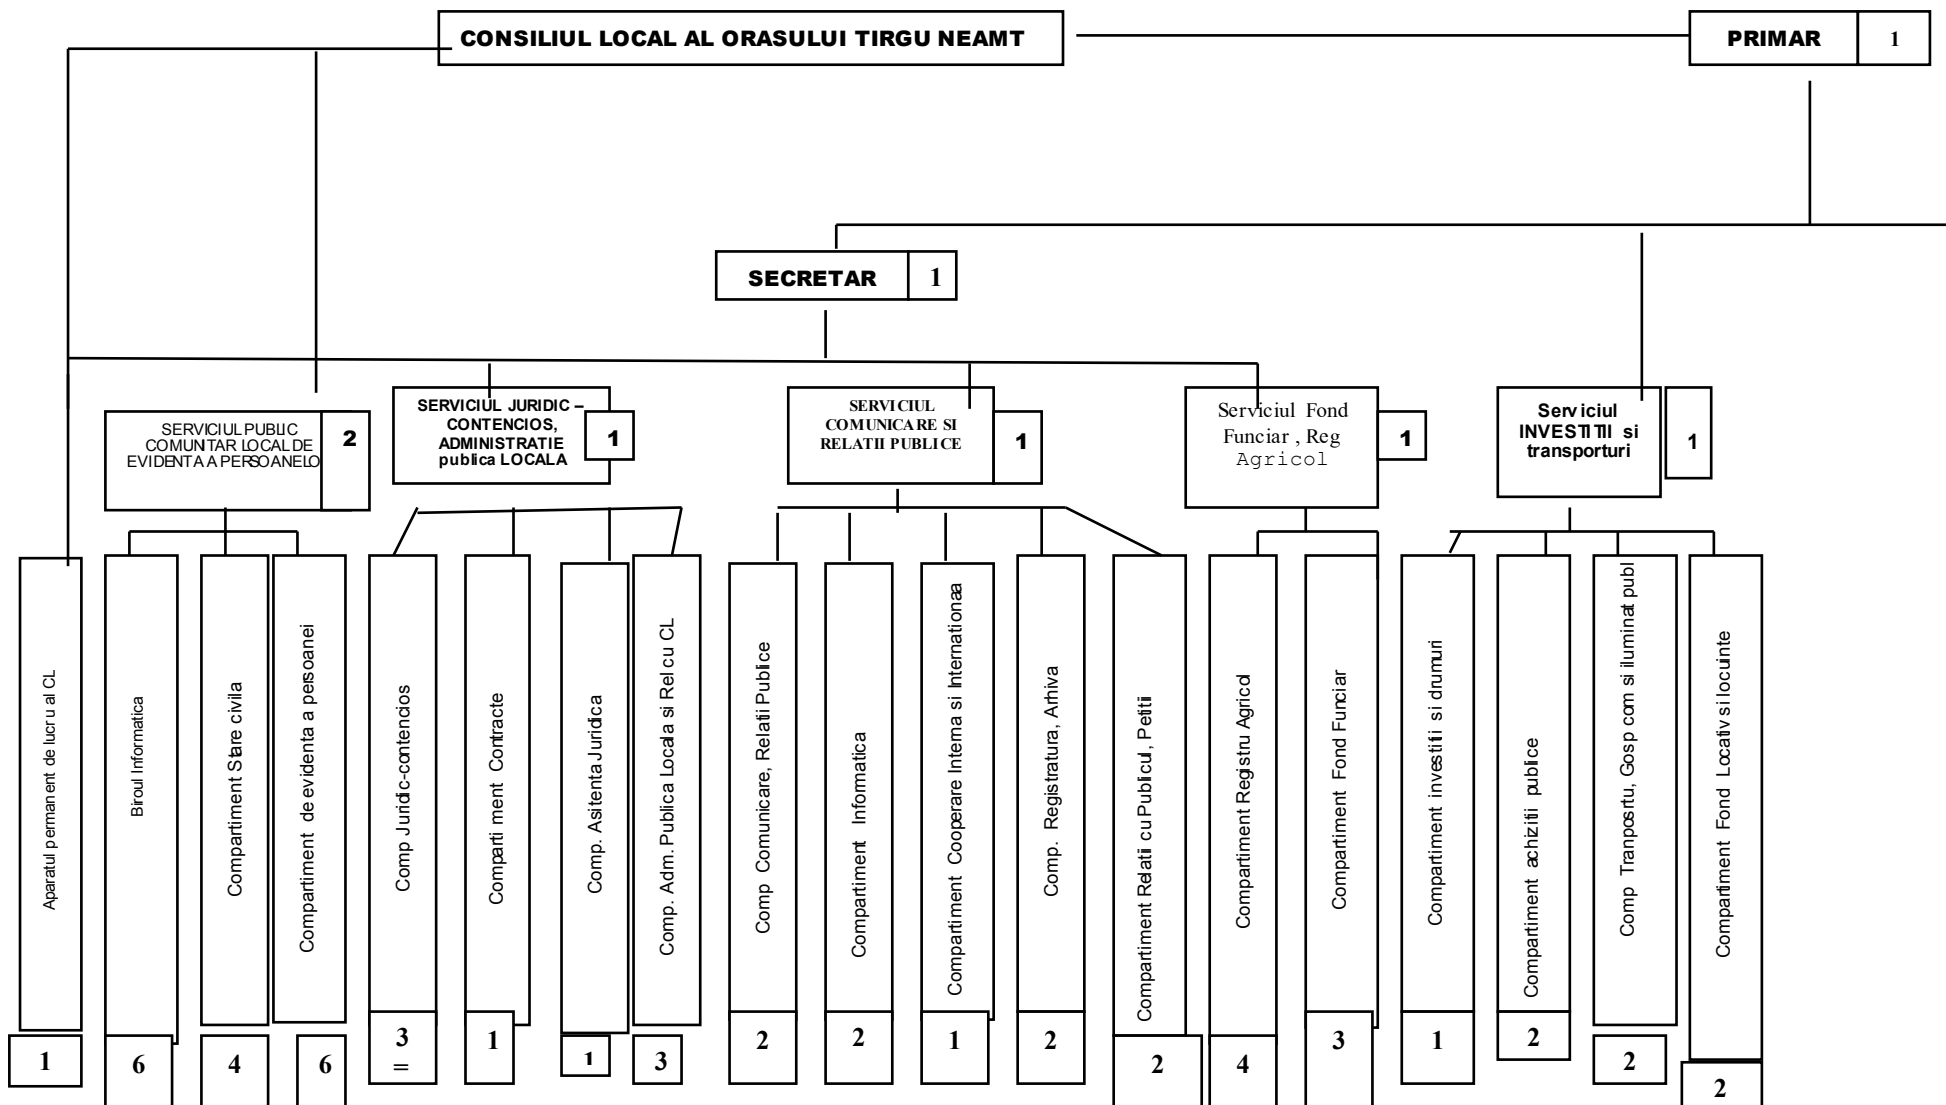 CONSILIUL LOCAL AL ORASULUI TIRGU NEAMT
PRIMAR 1
SECRETAR 1
SERVICIUL PUBLIC
COMUNITAR LOCAL DE
EVIDENTA A PERSOANELO
2
SERVICIUL JURIDIC –
CONTENCIOS,
ADMINISTRATIE
publica LOCALA
1
SERVICIUL
COMUNICARE SI
RELATII PUBLICE
1
Serviciul Fond
Funciar , Reg
Agricol
1
Serviciul
INVESTITII si
transporturi
1
Aparatul permanent de lucru al CL
1
Biroul Informatica
6
Compartiment Stare civila
4
Compartiment de evidenta a persoanei
6
Comp Juridic-contencios
3
=
Compartiment Contracte
1
Comp. Asitenta Juridica
1
Comp. Adm. Publica Locala si Rel cu CL
3
Comp Comunicare, Relatii Publice
2
Compartiment Informatica
2
Compartiment Cooperare Interna si Internationaa
1
Comp. Registratura, Arhiva
2
Compartiment Relatii cu Publicul, Petitii
2
Compartiment Registru Agricol
4
Compartiment Fond Funciar
3
Compartiment investitii si drumuri
1
Compartiment achizitii publice
2
Comp Tranpostu, Gosp com si iluminat publ
2
Compartiment Fond Locativ si locuinte
2